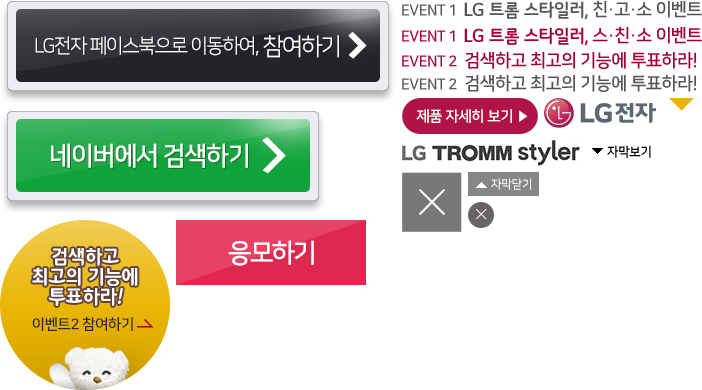 LG전자 페이스북으로 이동하여, 참여하기
네이버에서 검색하기
검색하고
최고의 기능에
투표하라!
이벤트2 참여하기
응모하기
EVENT 1 LG 트롬 스타일러, 친·고·소 이벤트
EVENT 1 LG 트롬 스타일러, 스·친·소 이벤트
EVENT 2 검색하고 최고의 기능에 투표하라!
EVENT 2 검색하고 최고의 기능에 투표하라!
제품 자세히 보기
LG전자
LG TROMM styler
자막보기
자막닫기